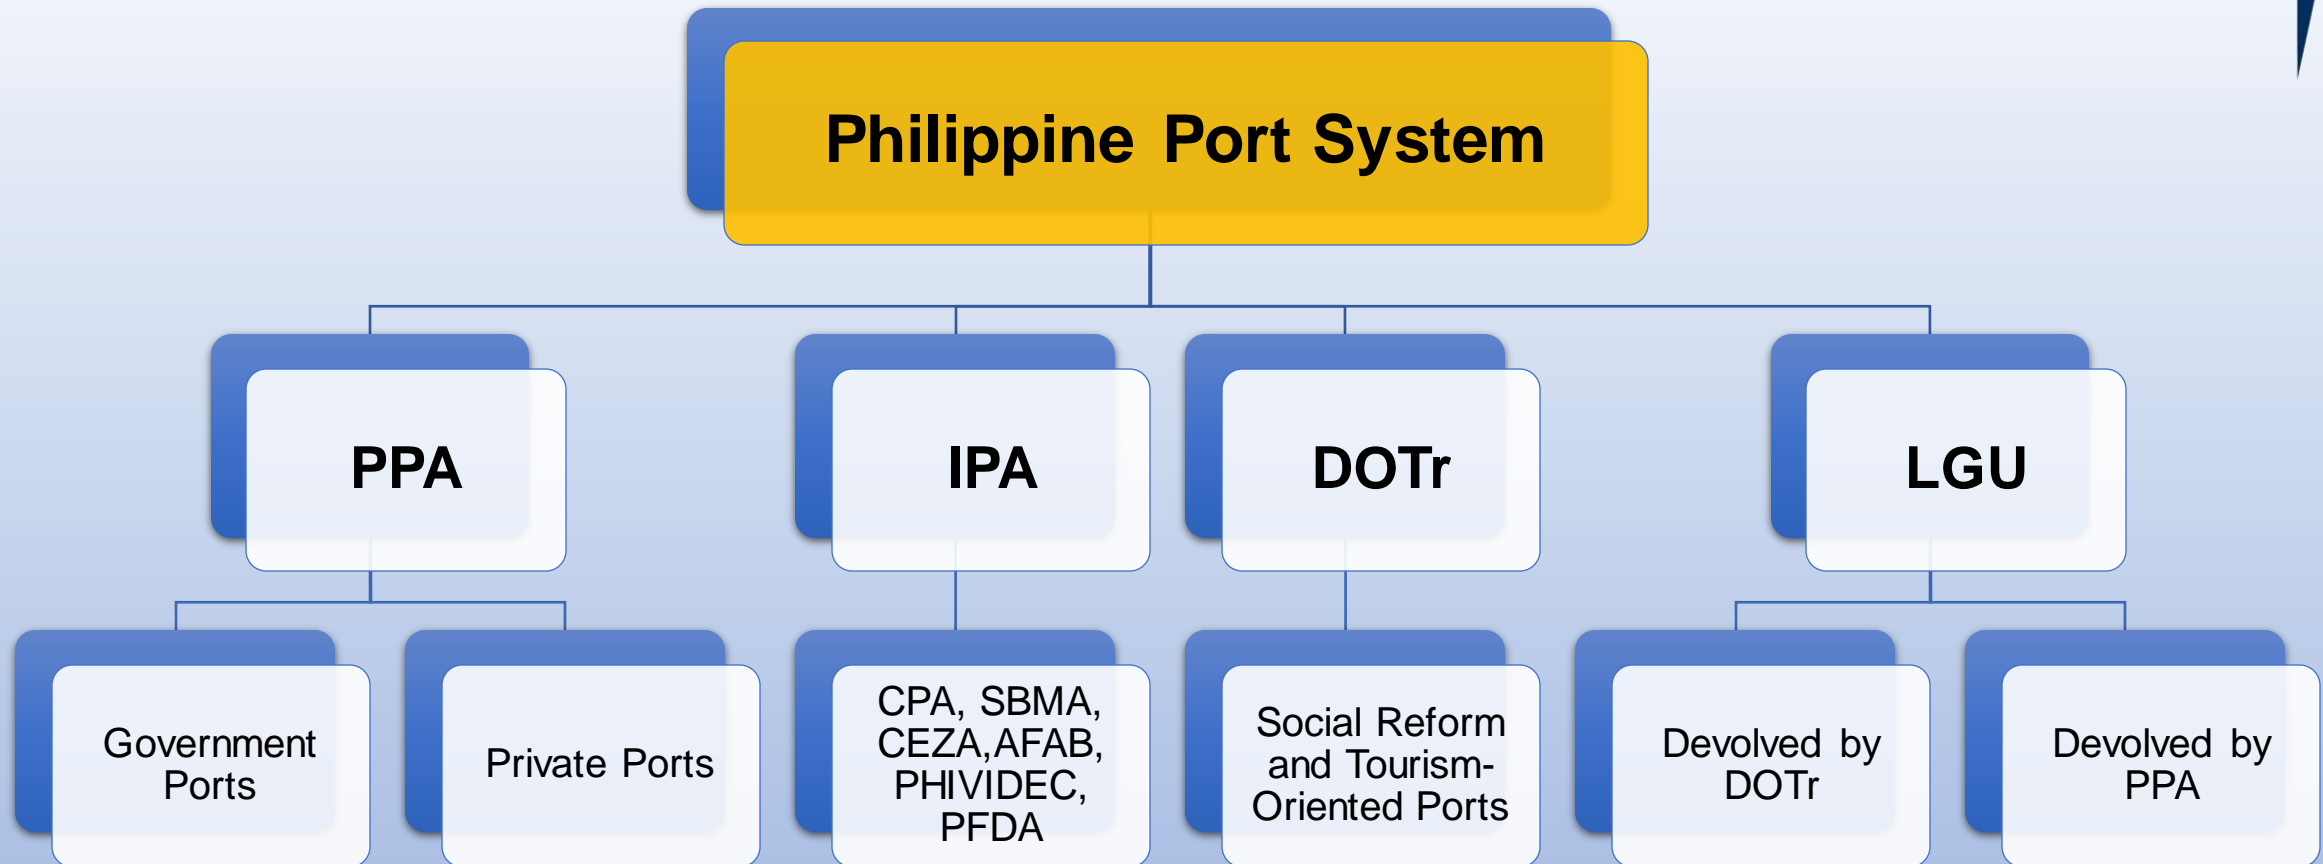 Philippine Port System
PPA
IPA
DOTr
LGU
Government
Ports
Private Ports
CPA, SBMA,
CEZA,AFAB,
PHIVIDEC,
PFDA
Social Reform
and Tourism-
Oriented Ports
Devolved by
DOTr
Devolved by
PPA